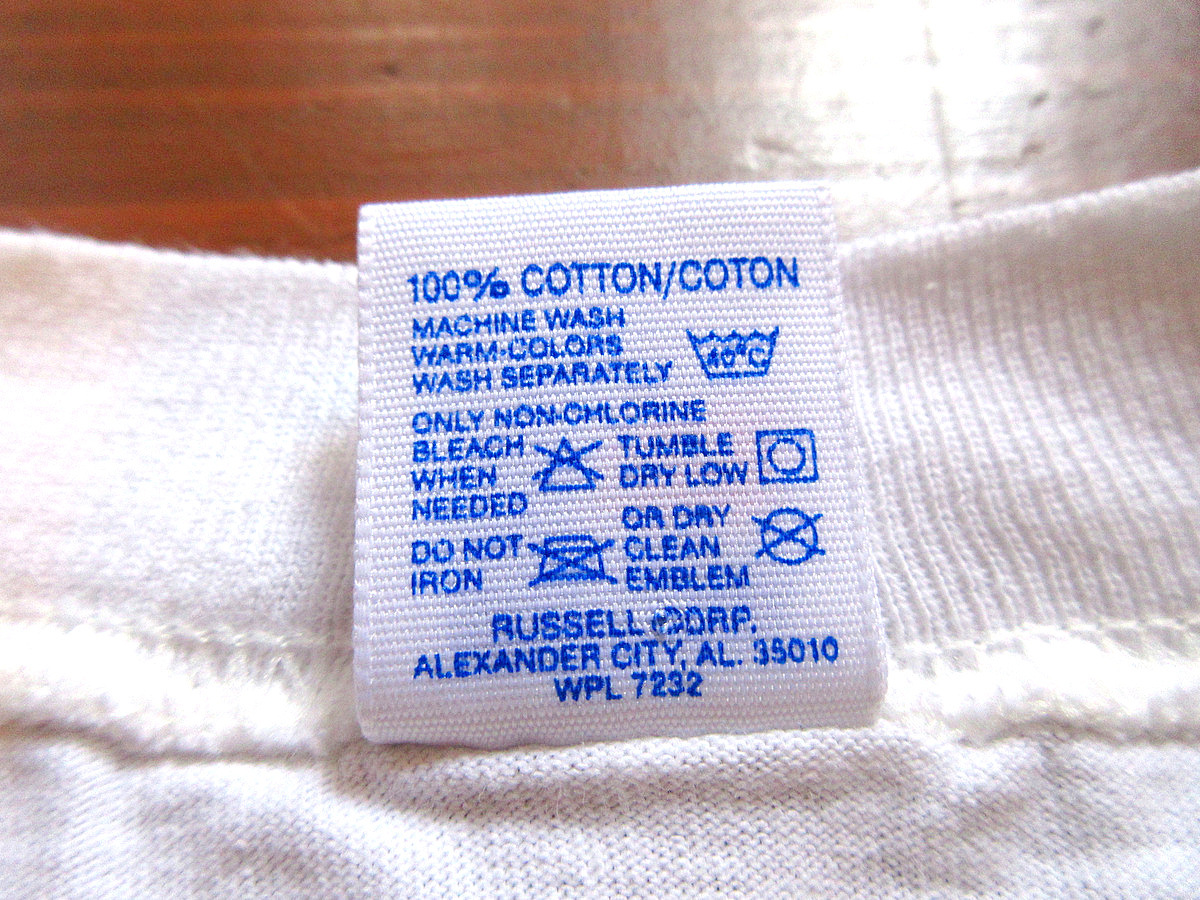 100% COTTON/COTON
MACHINE WASH
WARM-COLORS
WASH SEPARATELY
40°C
ONLY NON-CHLORINE
BLEACH
WHEN
NEEDED
TUMBLE
DRY LOW
DO NOT
IRON
OR DRY
CLEAN
EMBLEM
RUSSELL CORP.
ALEXANDER CITY, AL. 35010
WPL 7232